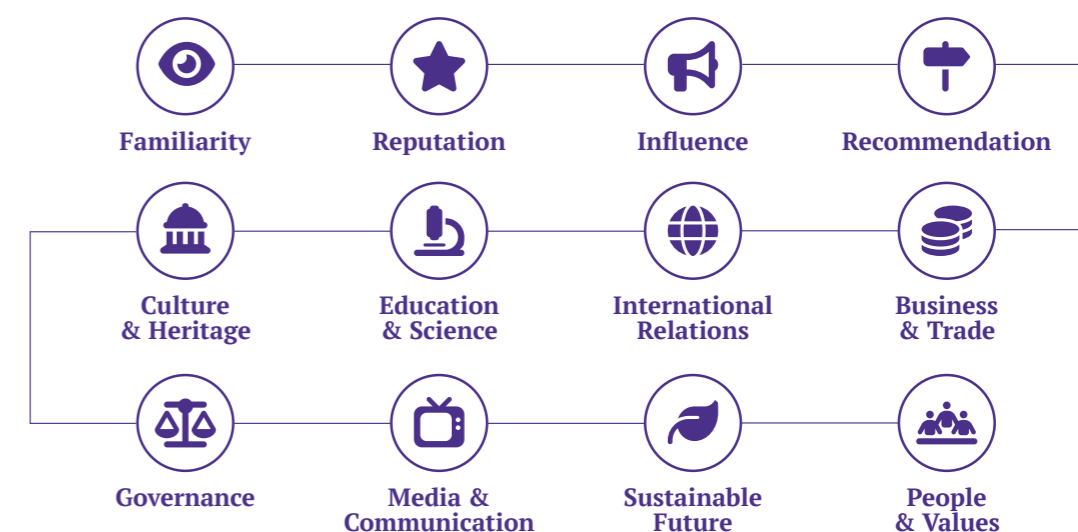 Familiarity
Reputation
Influence
Recommendation
Culture
& Heritage
Education
& Science
International
Relations
Business
& Trade
Governance
Media &
Communication
Sustainable
Future
People
& Values